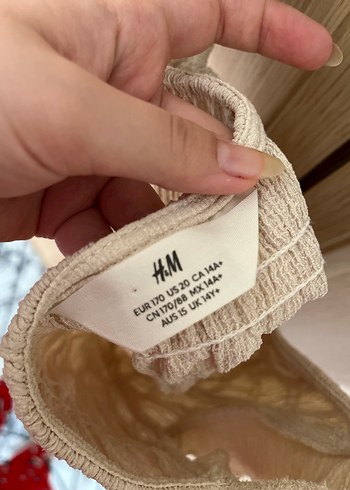 H&M
EUR 170 US 20 CA 14A+
CN 170/88 MX 14A+
AUS 15 UK 14Y+